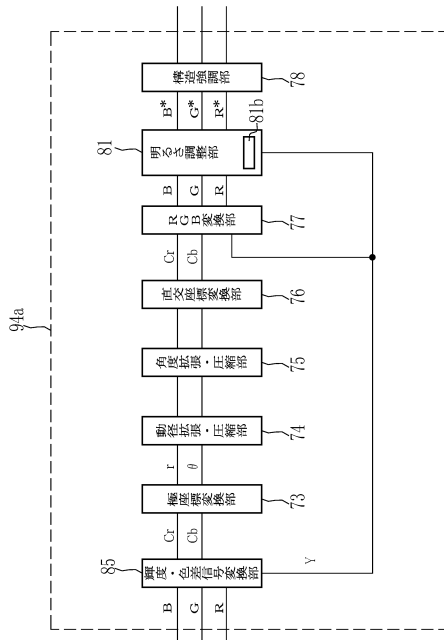 94a
B
G
R
85
輝度・色差信号変換部
Y
Cr
Cb
極座標変換部
73
r
θ
動径拡張・圧縮部
74
角度拡張・圧縮部
75
直交座標変換部
76
Cr
Cb
RGB変換部
77
B
G
R
81
明るさ調整部
81b
B*
G*
R*
構造強調部
78